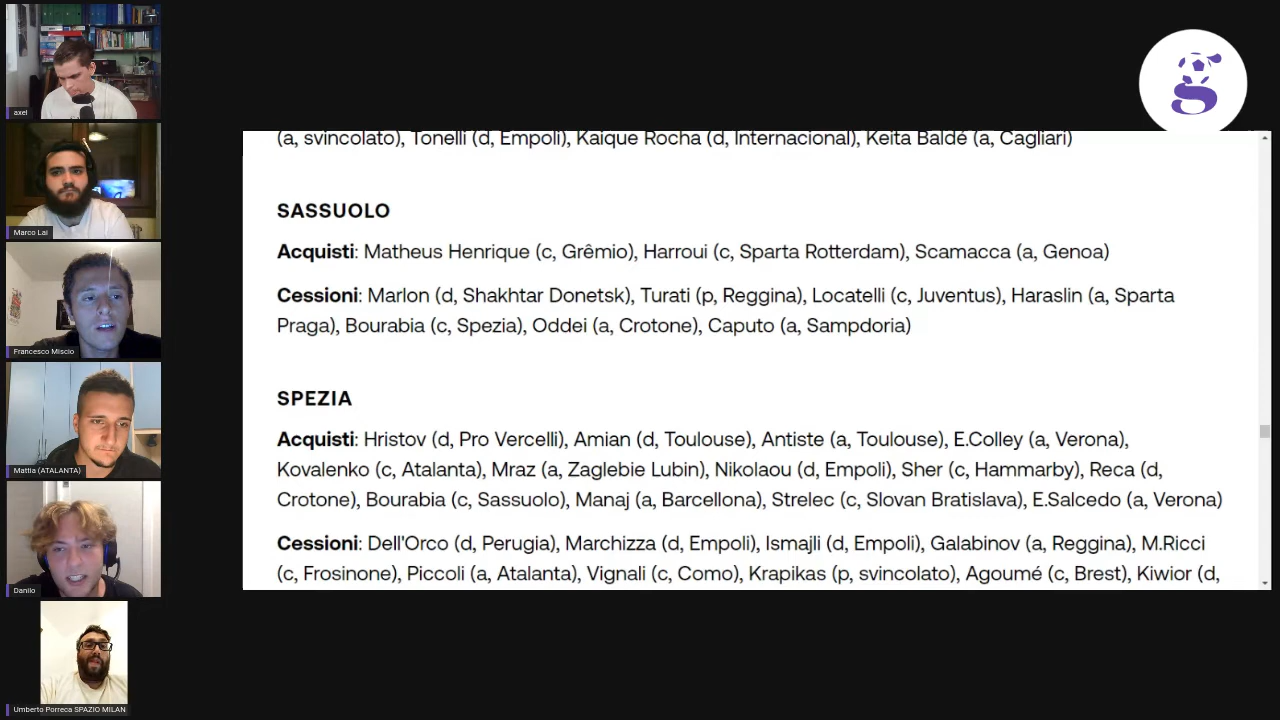 axel
Marco Lai
Francesco Miscio
Mattia (ATALANTA)
Danilo
Umberto Porreca SPAZIO MILAN
(a, svincolato), Tonelli (d, Empoli), Kaique Rocha (d, Internacional), Keita Baldé (a, Cagliari)
SASSUOLO
Acquisti: Matheus Henrique (c, Grêmio), Harroui (c, Sparta Rotterdam), Scamacca (a, Genoa)
Cessioni: Marlon (d, Shakhtar Donetsk), Turati (p, Reggina), Locatelli (c, Juventus), Haraslin (a, Sparta
Praga), Bourabia (c, Spezia), Oddei (a, Crotone), Caputo (a, Sampdoria)
SPEZIA
Acquisti: Hristov (d, Pro Vercelli), Amian (d, Toulouse), Antiste (a, Toulouse), E.Colley (a, Verona),
Kovalenko (c, Atalanta), Mraz (a, Zaglebie Lubin), Nikolaou (d, Empoli), Sher (c, Hammarby), Reca (d,
Crotone), Bourabia (c, Sassuolo), Manaj (a, Barcellona), Strelec (c, Slovan Bratislava), E.Salcedo (a, Verona)
Cessioni: Dell'Orco (d, Perugia), Marchizza (d, Empoli), Ismajli (d, Empoli), Galabinov (a, Reggina), M.Ricci
(c, Frosinone), Piccoli (a, Atalanta), Vignali (c, Como), Krapikas (p, svincolato), Agoumé (c, Brest), Kiwior (d,